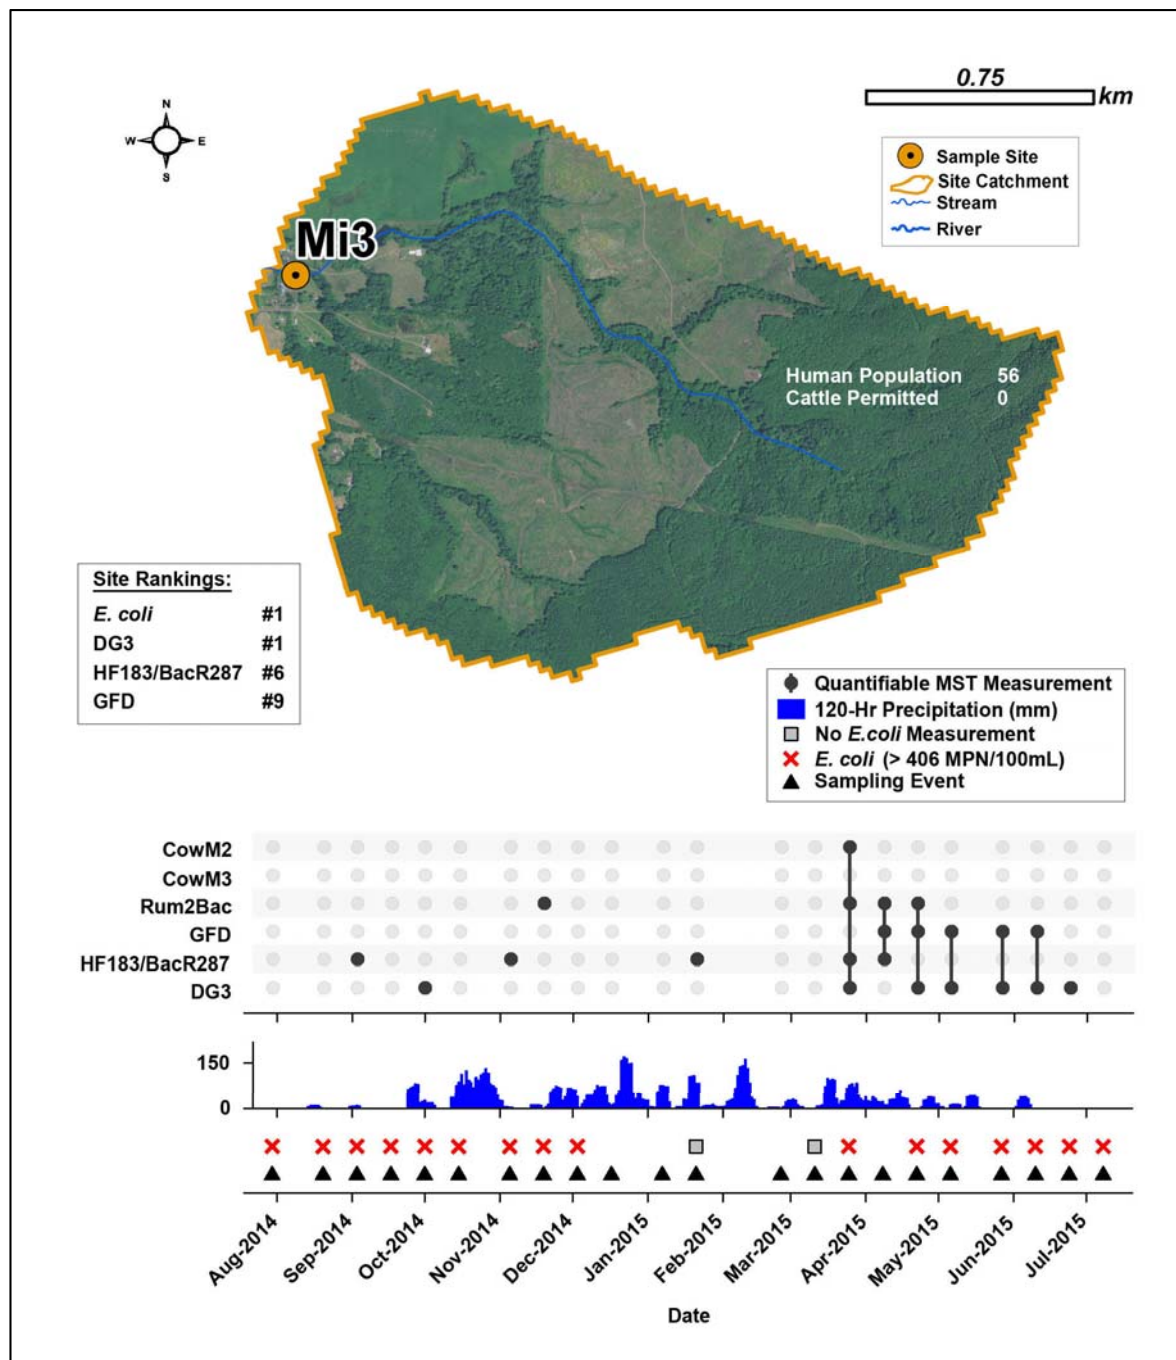 0.75
km
N
W E
S
Sample Site
Site Catchment
Stream
River
Mi3
Human Population 56
Cattle Permitted 0
Site Rankings:
E. coli #1
DG3 #1
HF183/BacR287 #6
GFD #9
Quantifiable MST Measurement
120-Hr Precipitation (mm)
No E.coli Measurement
E. coli (> 406 MPN/100mL)
Sampling Event
CowM2
CowM3
Rum2Bac
GFD
HF183/BacR287
DG3
150
0
Aug-2014
Sep-2014
Oct-2014
Nov-2014
Dec-2014
Jan-2015
Feb-2015
Mar-2015
Apr-2015
May-2015
Jun-2015
Jul-2015
Date